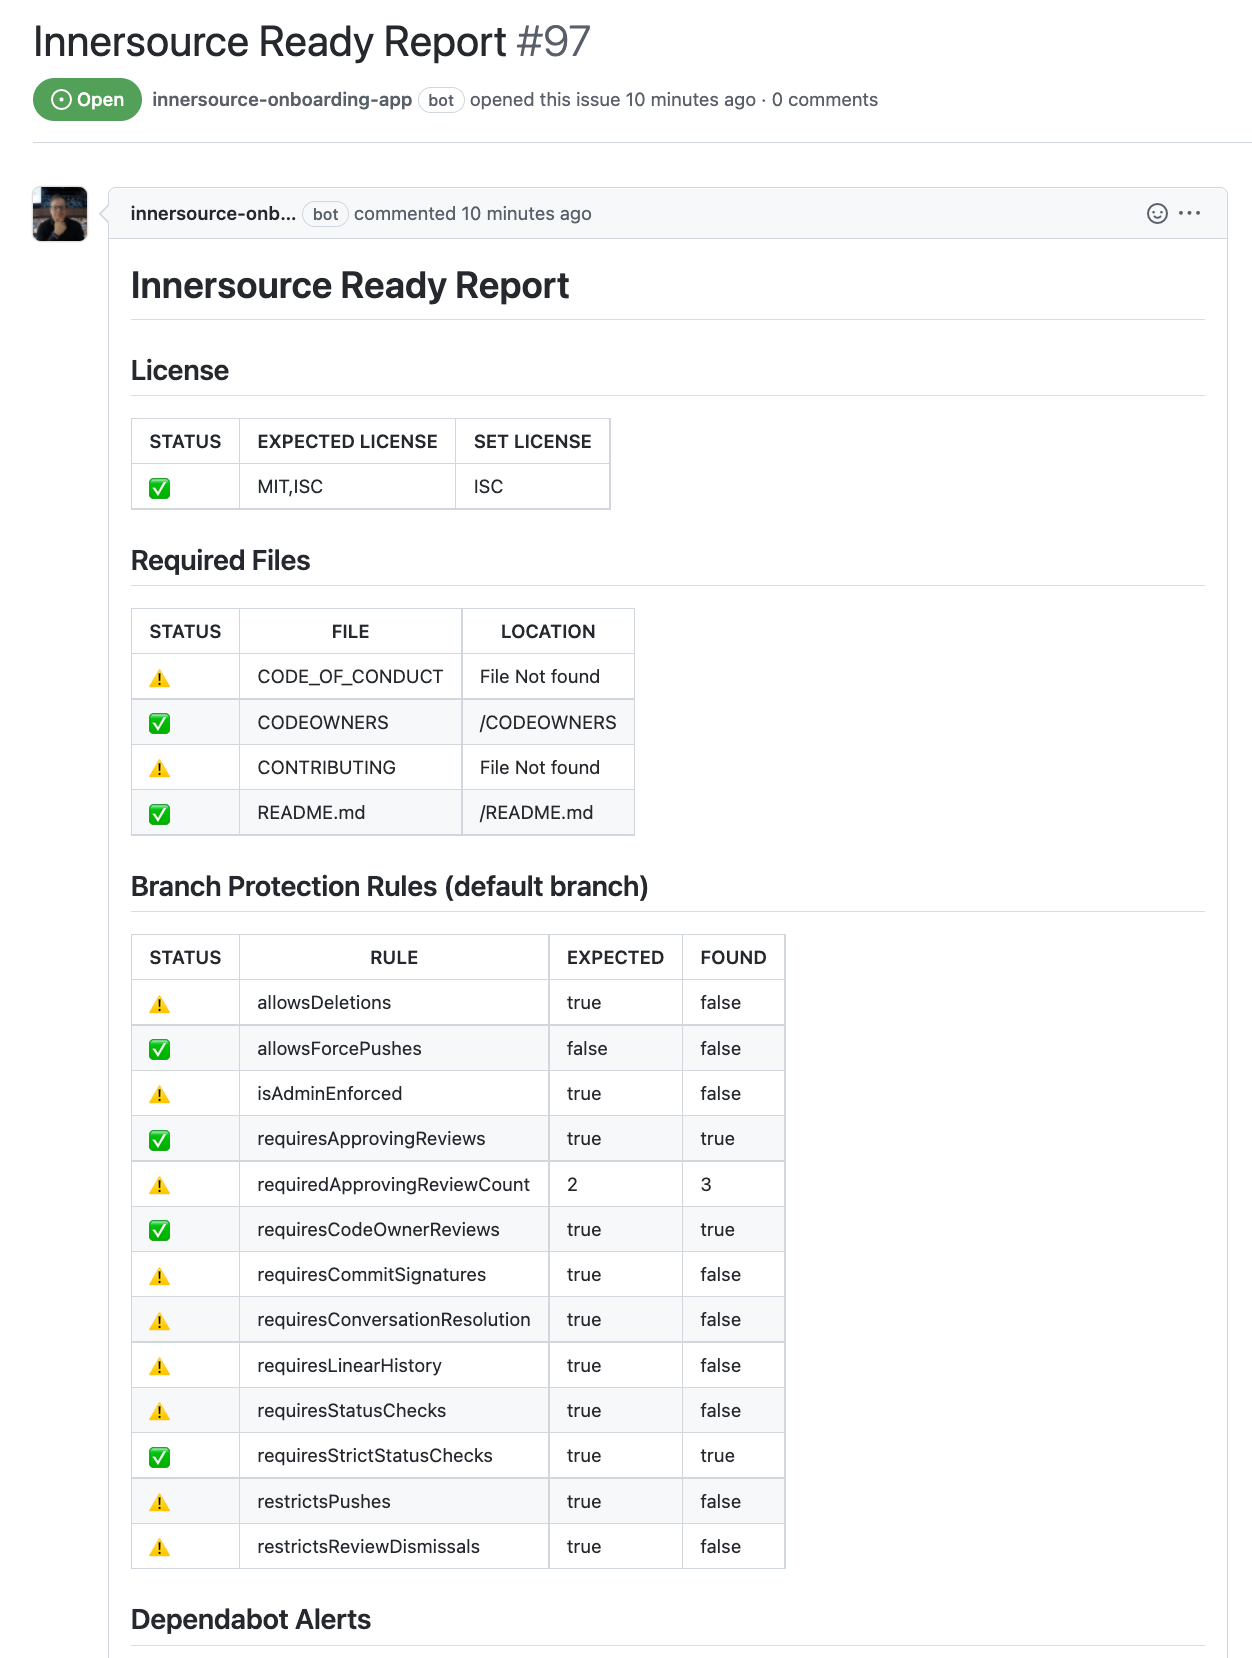 Innersource Ready Report #97
Open innersource-onboarding-app bot opened this issue 10 minutes ago · 0 comments
innersource-onb... bot commented 10 minutes ago
Innersource Ready Report
License
STATUS EXPECTED LICENSE SET LICENSE
✅ MIT,ISC ISC
Required Files
STATUS FILE LOCATION
⚠️ CODE_OF_CONDUCT File Not found
✅ CODEOWNERS /CODEOWNERS
⚠️ CONTRIBUTING File Not found
✅ README.md /README.md
Branch Protection Rules (default branch)
STATUS RULE EXPECTED FOUND
⚠️ allowsDeletions true false
✅ allowsForcePushes false false
⚠️ isAdminEnforced true false
✅ requiresApprovingReviews true true
⚠️ requiredApprovingReviewCount 2 3
✅ requiresCodeOwnerReviews true true
⚠️ requiresCommitSignatures true false
⚠️ requiresConversationResolution true false
⚠️ requiresLinearHistory true false
⚠️ requiresStatusChecks true false
✅ requiresStrictStatusChecks true true
⚠️ restrictsPushes true false
⚠️ restrictsReviewDismissals true false
Dependabot Alerts